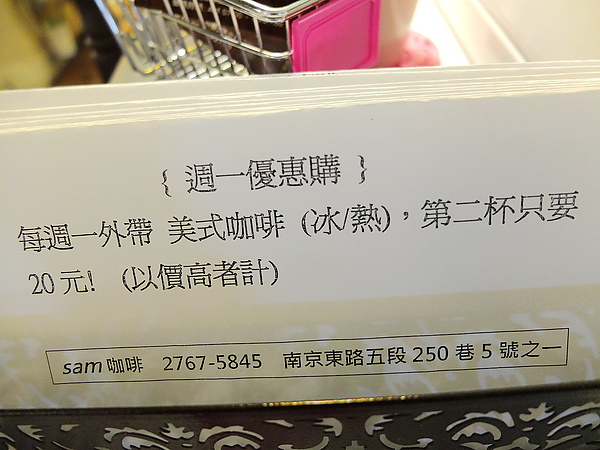 { 週一優惠購 }
每週一外帶 美式咖啡 (冰/熱)，第二杯只要
20元! (以價高者計)
sam 咖啡 2767-5845 南京東路五段 250 巷 5 號之一